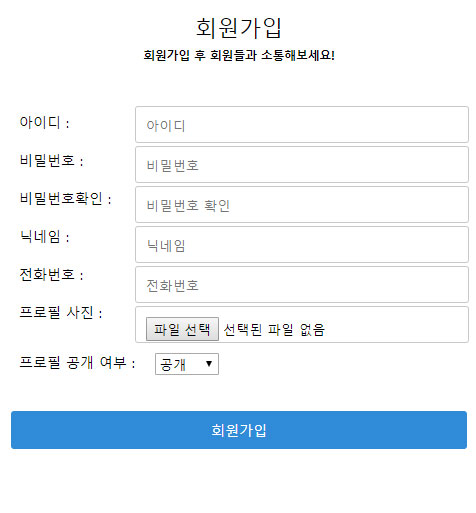 회원가입
회원가입 후 회원들과 소통해보세요!
아이디 : 아이디
비밀번호 : 비밀번호
비밀번호확인 : 비밀번호 확인
닉네임 : 닉네임
전화번호 : 전화번호
프로필 사진 : 파일 선택 선택된 파일 없음
프로필 공개 여부 : 공개
회원가입